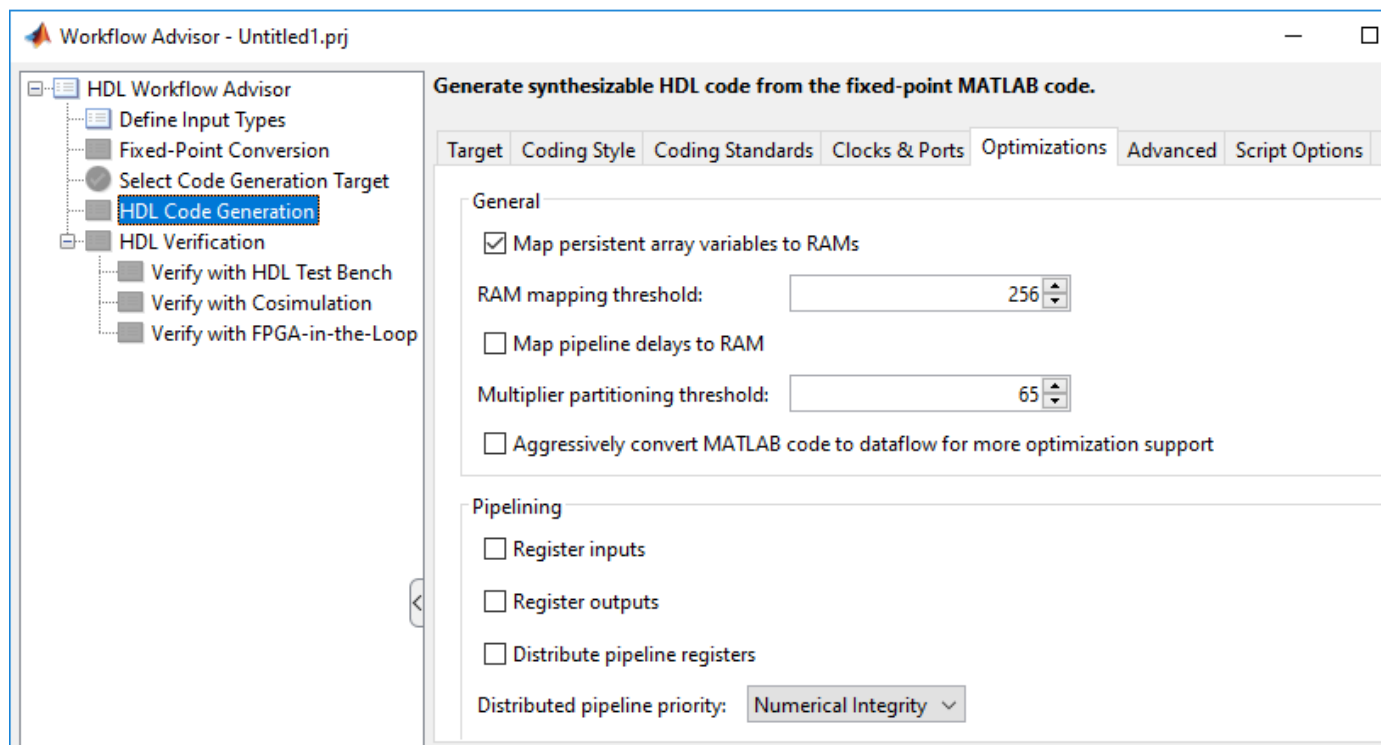 Workflow Advisor - Untitled1.prj
HDL Workflow Advisor
Define Input Types
Fixed-Point Conversion
Select Code Generation Target
HDL Code Generation
HDL Verification
Verify with HDL Test Bench
Verify with Cosimulation
Verify with FPGA-in-the-Loop
Generate synthesizable HDL code from the fixed-point MATLAB code.
Target Coding Style Coding Standards Clocks & Ports Optimizations Advanced Script Options
General
Map persistent array variables to RAMs
RAM mapping threshold: 256
Map pipeline delays to RAM
Multiplier partitioning threshold: 65
Aggressively convert MATLAB code to dataflow for more optimization support
Pipelining
Register inputs
Register outputs
Distribute pipeline registers
Distributed pipeline priority: Numerical Integrity